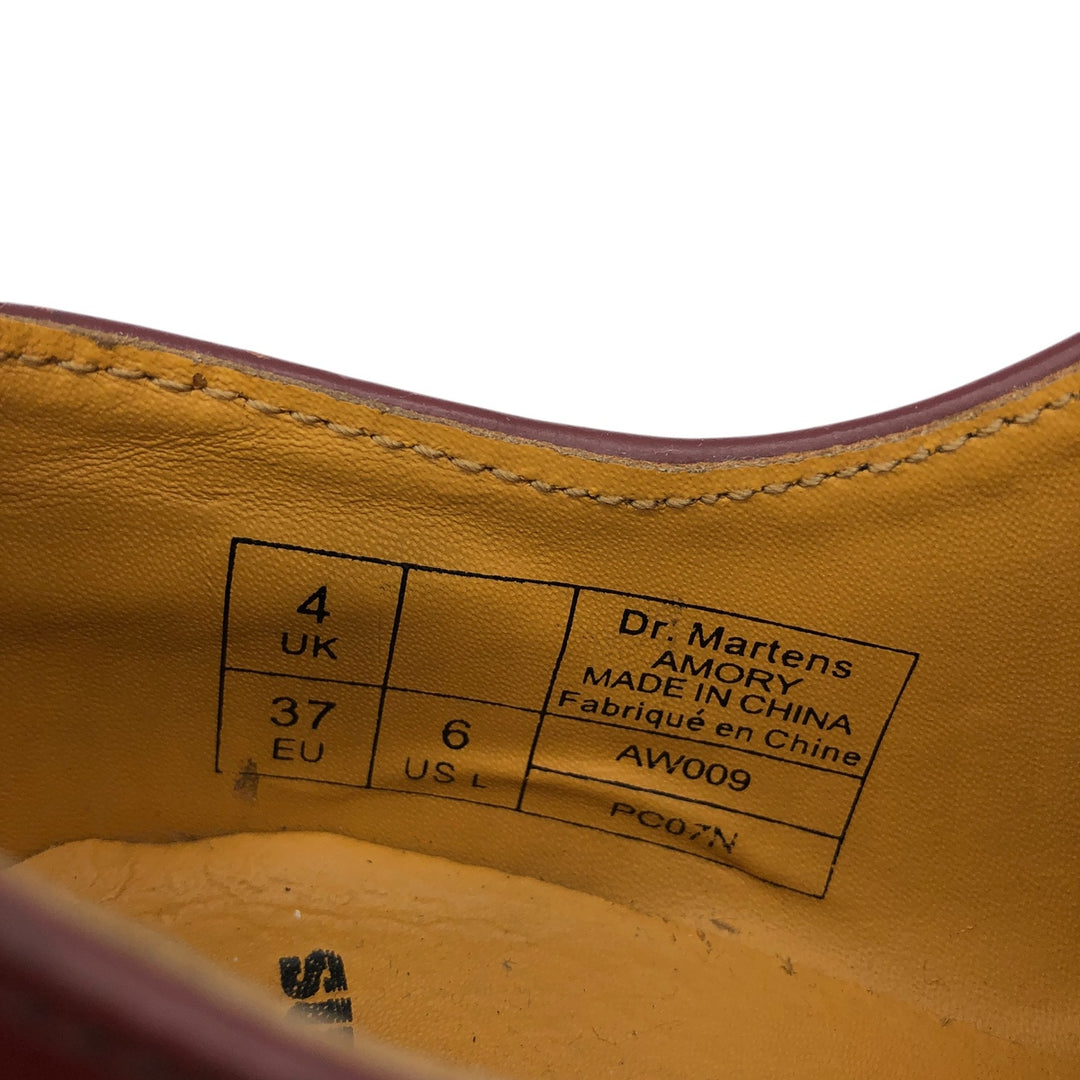 4
UK
37
EU
6
US L
Dr. Martens
AMORY
MADE IN CHINA
Fabriqué en Chine
AW009
PC07N